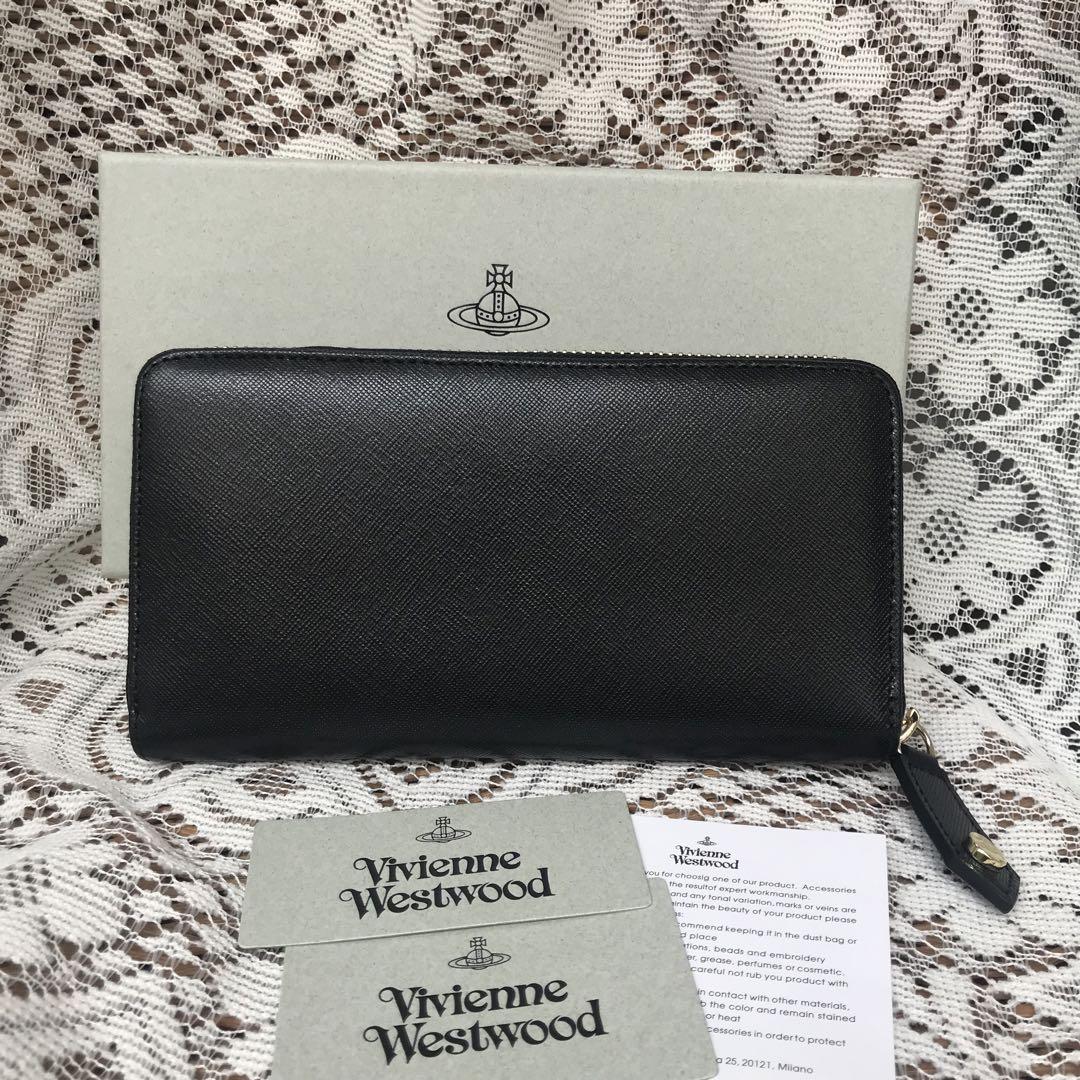 Vivienne
Westwood
Vivienne
Westwood
Vivienne
Westwood
you for choosig one of our product. Accessories
the resultof expert workmanship.
and any tonal variation, marks or veins are
aintain the beauty of your product please
ns:
commend keeping it in the dust bag or
d place
tions, beads and embroidery
er, grease, perfumes or cosmetic.
careful not rub you product with
in contact with other materials,
b the color and remain stained
or heat
ccessories in order to protect
a 25, 20121, Miiano